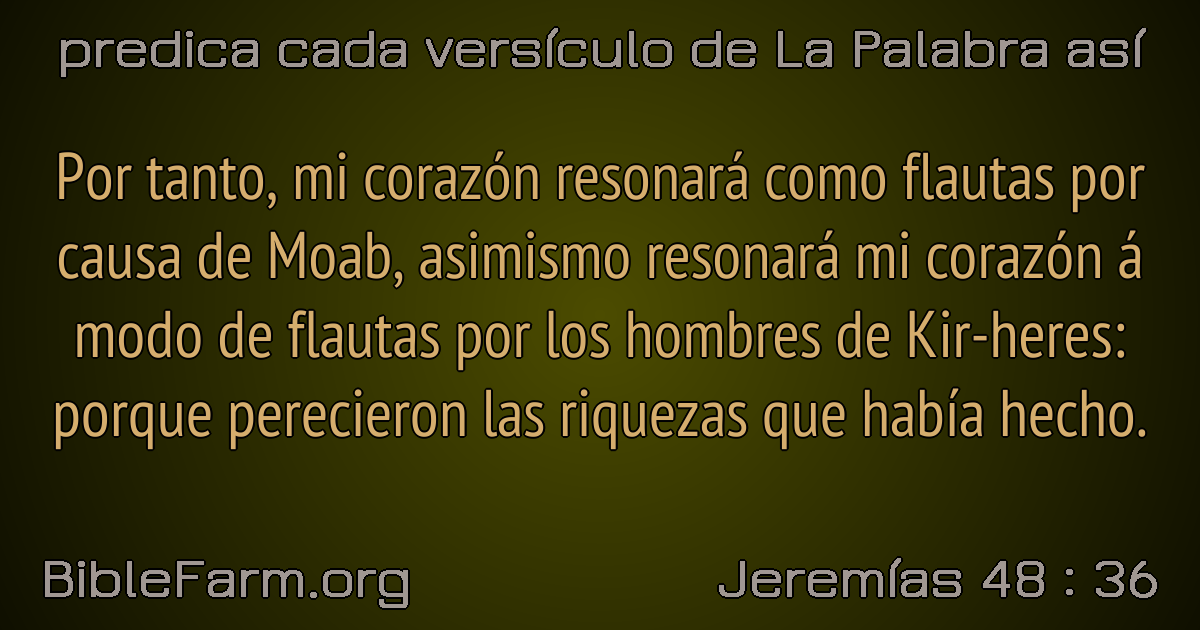 predica cada versículo de La Palabra así
Por tanto, mi corazón resonará como flautas por
causa de Moab, asimismo resonará mi corazón á
modo de flautas por los hombres de Kir-heres:
porque perecieron las riquezas que había hecho.
BibleFarm.org
Jeremías 48 : 36